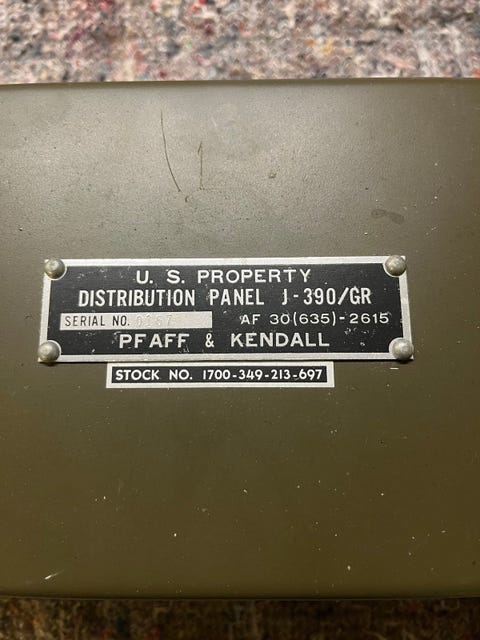 U. S. PROPERTY
DISTRIBUTION PANEL J-390/GR
SERIAL NO. 0167 AF 30(635)-2615
PFAFF & KENDALL
STOCK NO. 1700-349-213-697